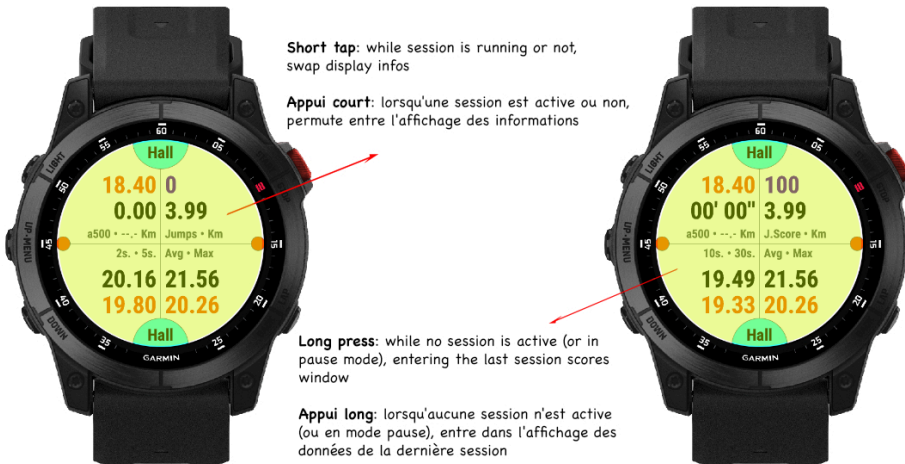 Short tap: while session is running or not,
swap display infos
Appui court: lorsqu'une session est active ou non,
permute entre l'affichage des informations
Long press: while no session is active (or in
pause mode), entering the last session scores
window
Appui long: lorsqu'aucune session n'est active
(ou en mode pause), entre dans l'affichage des
données de la dernière session
60
55 05
50
45 15
40 20
35 25
LIGHT
UP·MENU
DOWN
LAP
Hall
18.40 0
0.00 3.99
a500 • --.- Km Jumps • Km
2s. • 5s. Avg • Max
20.16 21.56
19.80 20.26
Hall
GARMIN
60
55 05
50
45 15
40 20
35 25
LIGHT
UP·MENU
DOWN
LAP
Hall
18.40 100
00' 00" 3.99
a500 • --.- Km J.Score • Km
10s. • 30s. Avg • Max
19.49 21.56
19.33 20.26
Hall
GARMIN